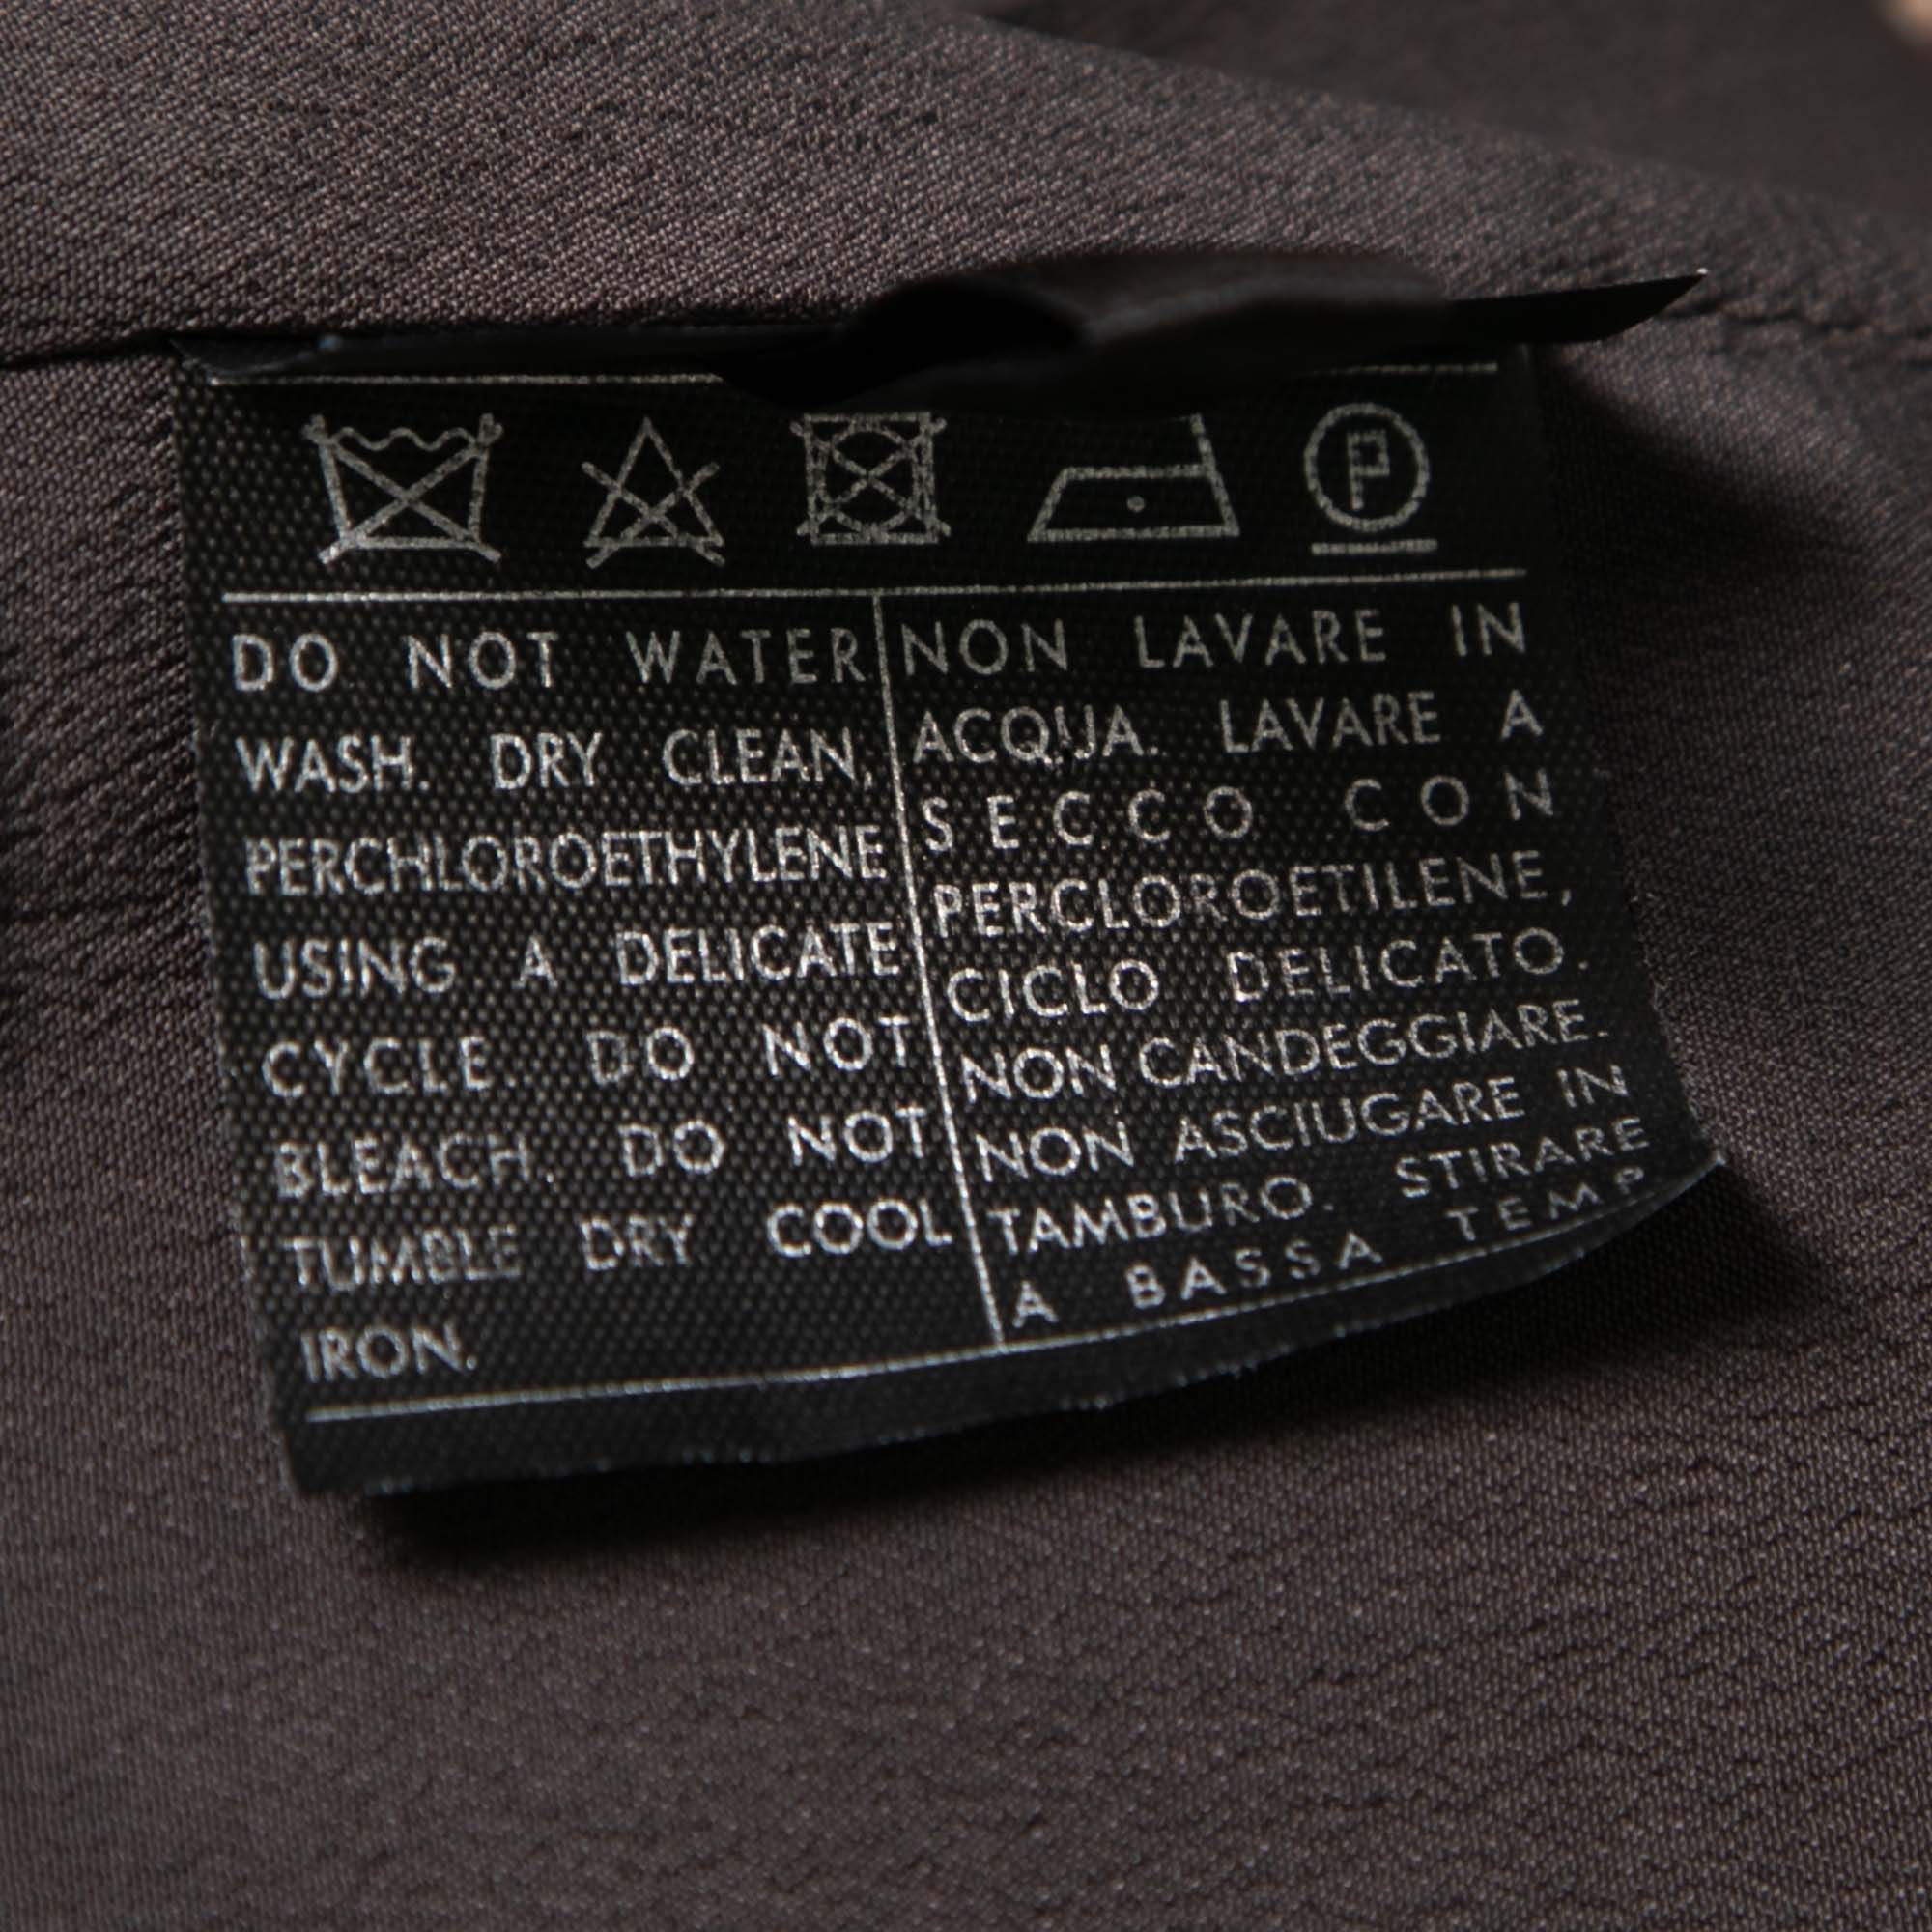 P
DO NOT WATER
WASH. DRY CLEAN,
PERCHLOROETHYLENE
USING A DELICATE
CYCLE. DO NOT
BLEACH. DO NOT
TUMBLE DRY COOL
IRON.
NON LAVARE IN
ACQUA. LAVARE A
SECCO CON
PERCLOROETILENE,
CICLO DELICATO.
NON CANDEGGIARE.
NON ASCIUGARE IN
TAMBURO. STIRARE
A BASSA TEMP